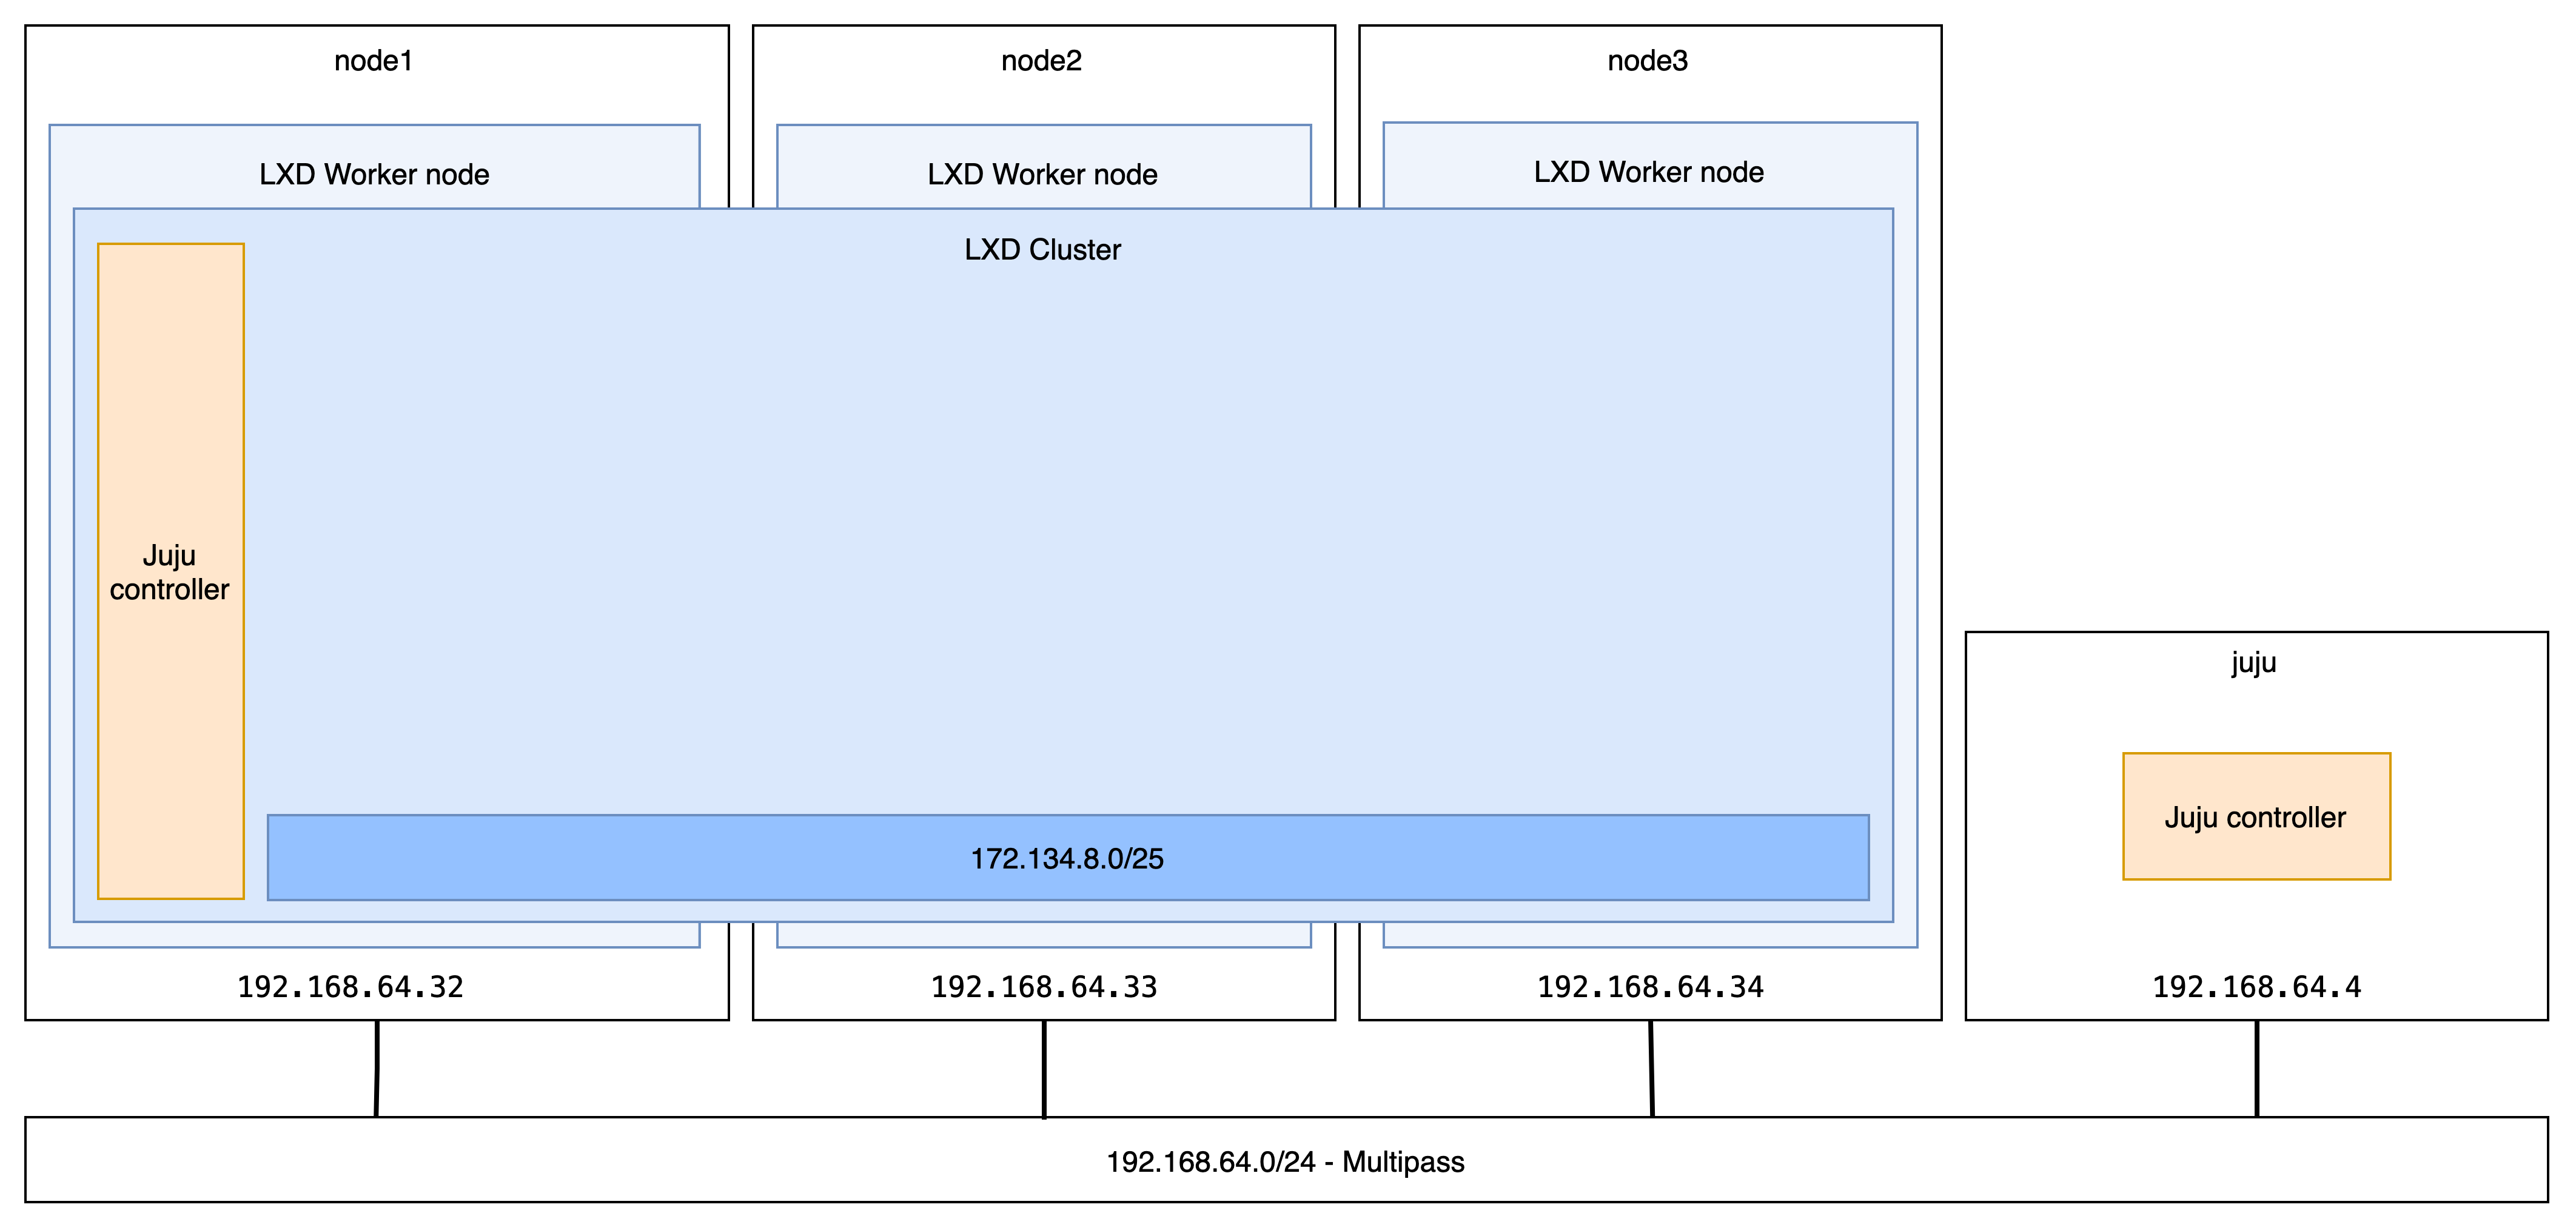 node1
node2
node3
LXD Worker node
LXD Worker node
LXD Worker node
LXD Cluster
Juju
controller
juju
Juju controller
172.134.8.0/25
192.168.64.32
192.168.64.33
192.168.64.34
192.168.64.4
192.168.64.0/24 - Multipass